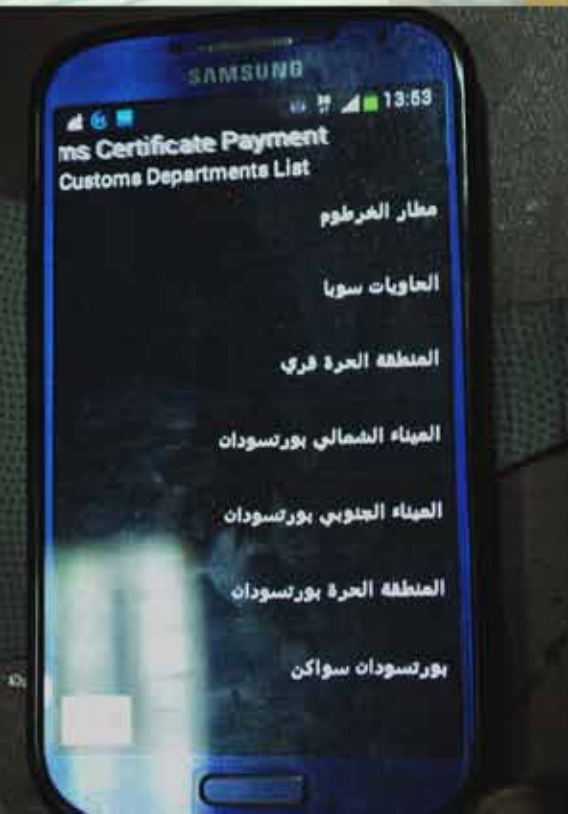 SAMSUNG
13:53
ms Certificate Payment
Customs Departments List
مطار الخرطوم
الحاويات سوبا
المنطقة الحرة قري
الميناء الشمالي بورتسودان
الميناء الجنوبي بورتسودان
المنطقة الحرة بورتسودان
بورتسودان سواكن